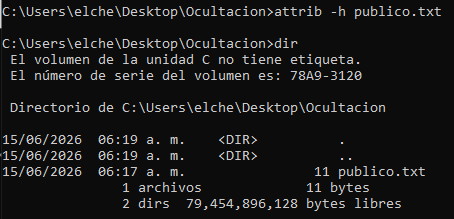 C:\Users\elche\Desktop\Ocultacion>attrib -h publico.txt
C:\Users\elche\Desktop\Ocultacion>dir
El volumen de la unidad C no tiene etiqueta.
El número de serie del volumen es: 78A9-3120
Directorio de C:\Users\elche\Desktop\Ocultacion
15/06/2026 06:19 a. m. <DIR> .
15/06/2026 06:19 a. m. <DIR> ..
15/06/2026 06:17 a. m. 11 publico.txt
1 archivos 11 bytes
2 dirs 79,454,896,128 bytes libres